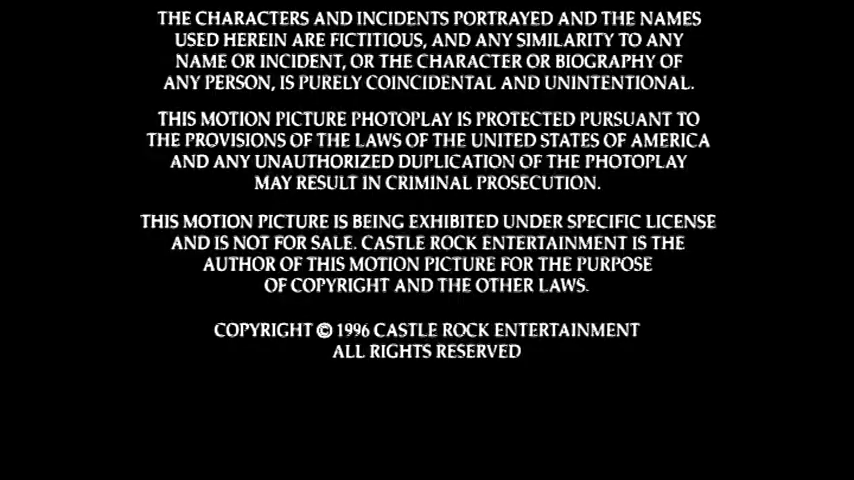 THE CHARACTERS AND INCIDENTS PORTRAYED AND THE NAMES
USED HEREIN ARE FICTITIOUS, AND ANY SIMILARITY TO ANY
NAME OR INCIDENT, OR THE CHARACTER OR BIOGRAPHY OF
ANY PERSON, IS PURELY COINCIDENTAL AND UNINTENTIONAL.
THIS MOTION PICTURE PHOTOPLAY IS PROTECTED PURSUANT TO
THE PROVISIONS OF THE LAWS OF THE UNITED STATES OF AMERICA
AND ANY UNAUTHORIZED DUPLICATION OF THE PHOTOPLAY
MAY RESULT IN CRIMINAL PROSECUTION.
THIS MOTION PICTURE IS BEING EXHIBITED UNDER SPECIFIC LICENSE
AND IS NOT FOR SALE. CASTLE ROCK ENTERTAINMENT IS THE
AUTHOR OF THIS MOTION PICTURE FOR THE PURPOSE
OF COPYRIGHT AND THE OTHER LAWS.
COPYRIGHT © 1996 CASTLE ROCK ENTERTAINMENT
ALL RIGHTS RESERVED